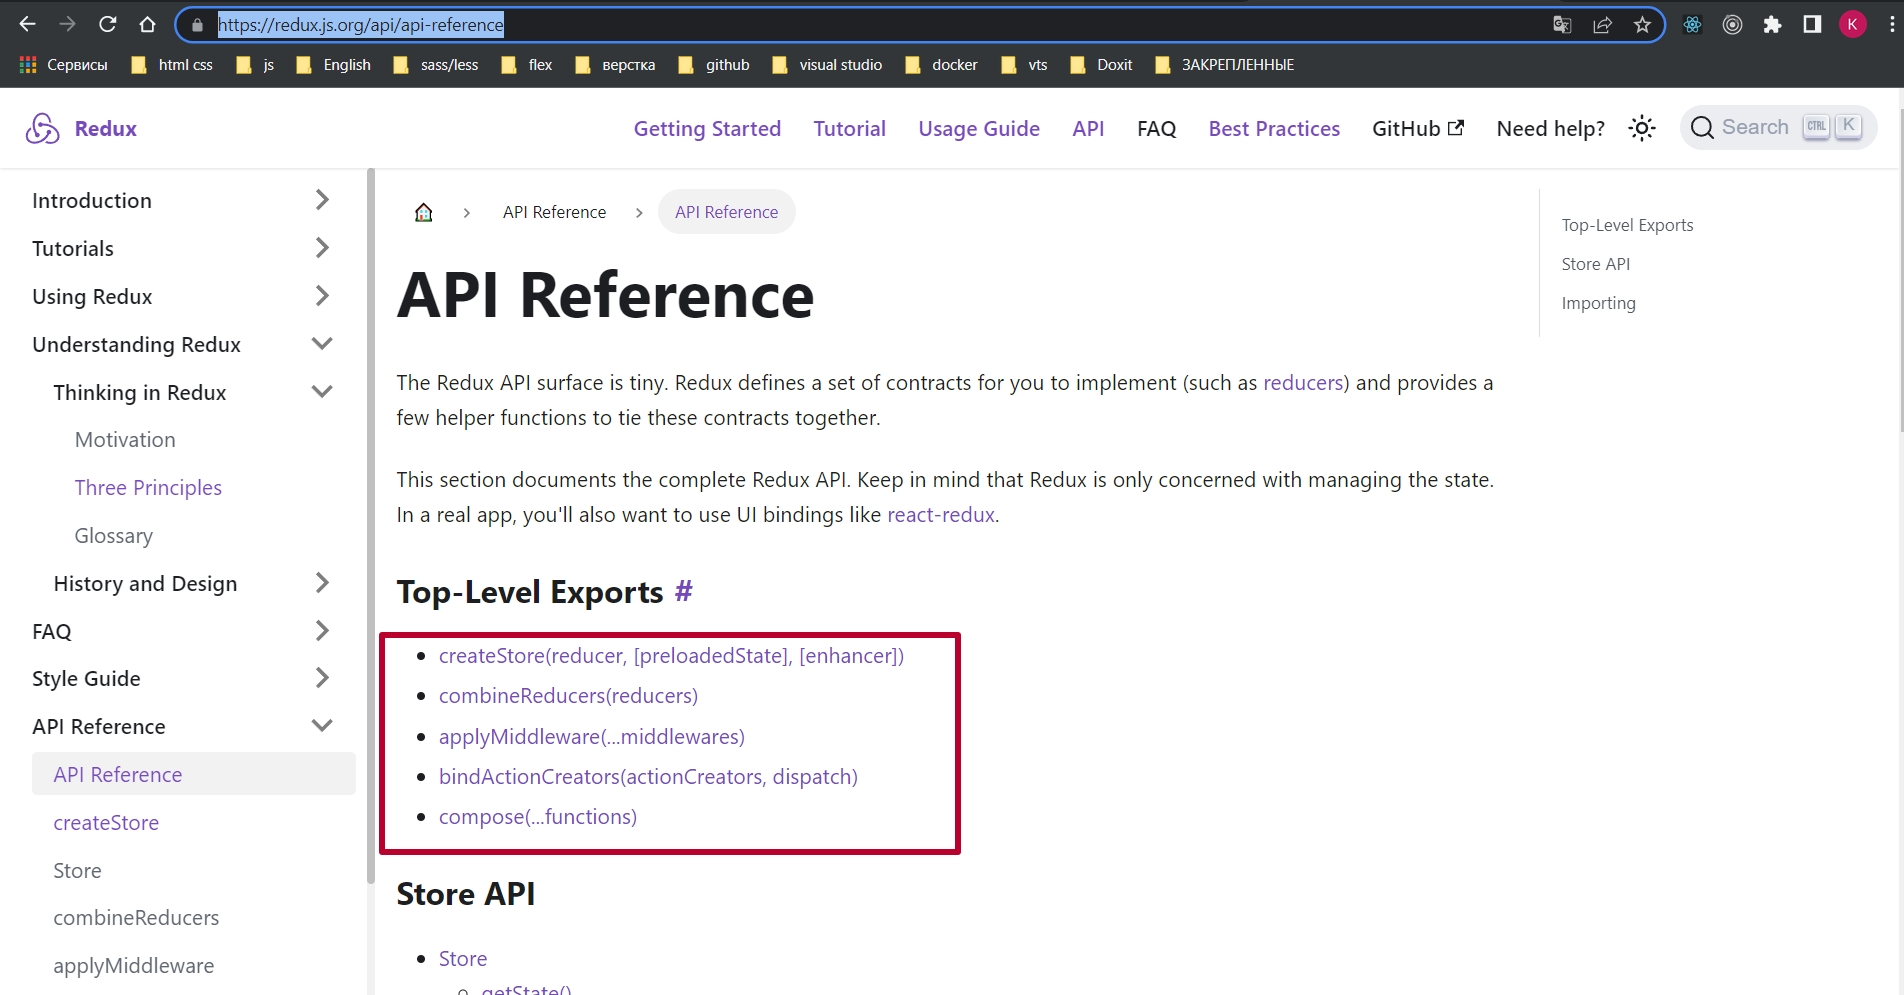 https://redux.js.org/api/api-reference
K
Сервисы html css js English sass/less flex верстка github visual studio docker vts Doxit ЗАКРЕПЛЕННЫЕ
Redux
Getting Started Tutorial Usage Guide API FAQ Best Practices GitHub Need help? Search CTRL K
Introduction
Tutorials
Using Redux
Understanding Redux
Thinking in Redux
Motivation
Three Principles
Glossary
History and Design
FAQ
Style Guide
API Reference
API Reference
createStore
Store
combineReducers
applyMiddleware
API Reference API Reference
API Reference
The Redux API surface is tiny. Redux defines a set of contracts for you to implement (such as reducers) and provides a
few helper functions to tie these contracts together.
This section documents the complete Redux API. Keep in mind that Redux is only concerned with managing the state.
In a real app, you'll also want to use UI bindings like react-redux.
Top-Level Exports #
createStore(reducer, [preloadedState], [enhancer])
combineReducers(reducers)
applyMiddleware(...middlewares)
bindActionCreators(actionCreators, dispatch)
compose(...functions)
Store API
Store
getState()
Top-Level Exports
Store API
Importing